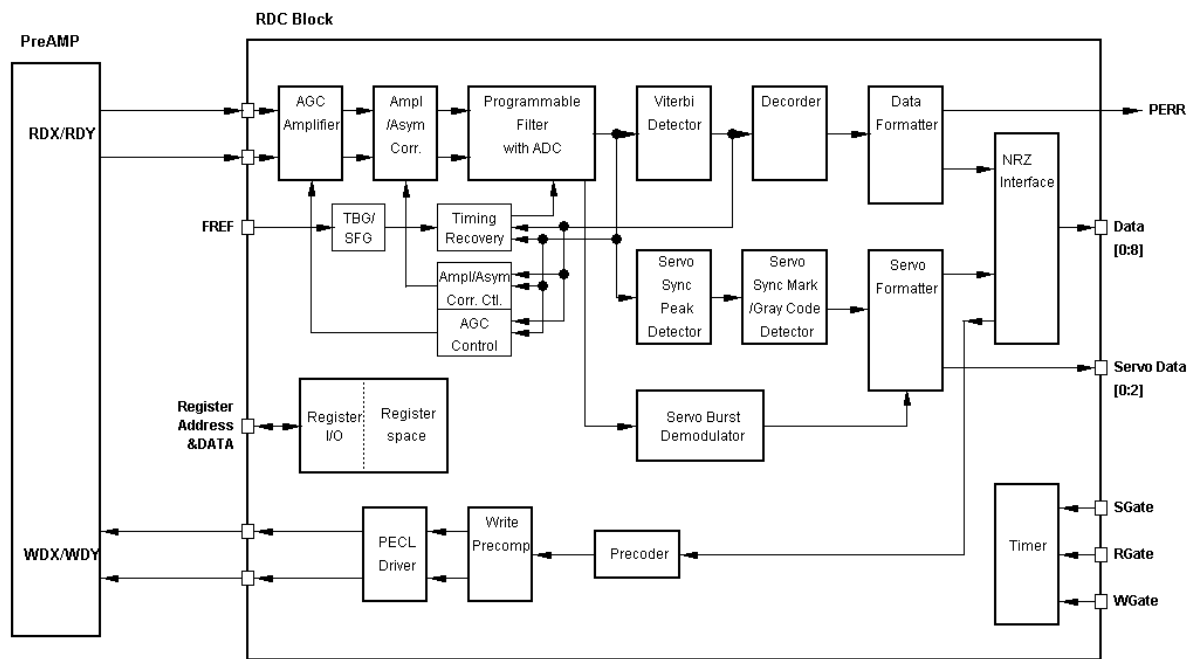 RDC Block
PreAMP
RDX/RDY
WDX/WDY
AGC
Amplifier
Ampl
/Asym
Corr.
Programmable
Filter
with ADC
Viterbi
Detector
Decorder
Data
Formatter
PERR
NRZ
Interface
FREF
TBG/
SFG
Timing
Recovery
Data
[0:8]
Ampl/Asym
Corr. Ctl.
AGC
Control
Servo
Sync
Peak
Detector
Servo
Sync Mark
/Gray Code
Detector
Servo
Formatter
Servo Data
[0:2]
Register
Address
&DATA
Register
I/O
Register
space
Servo Burst
Demodulator
PECL
Driver
Write
Precomp
Precoder
Timer
SGate
RGate
WGate